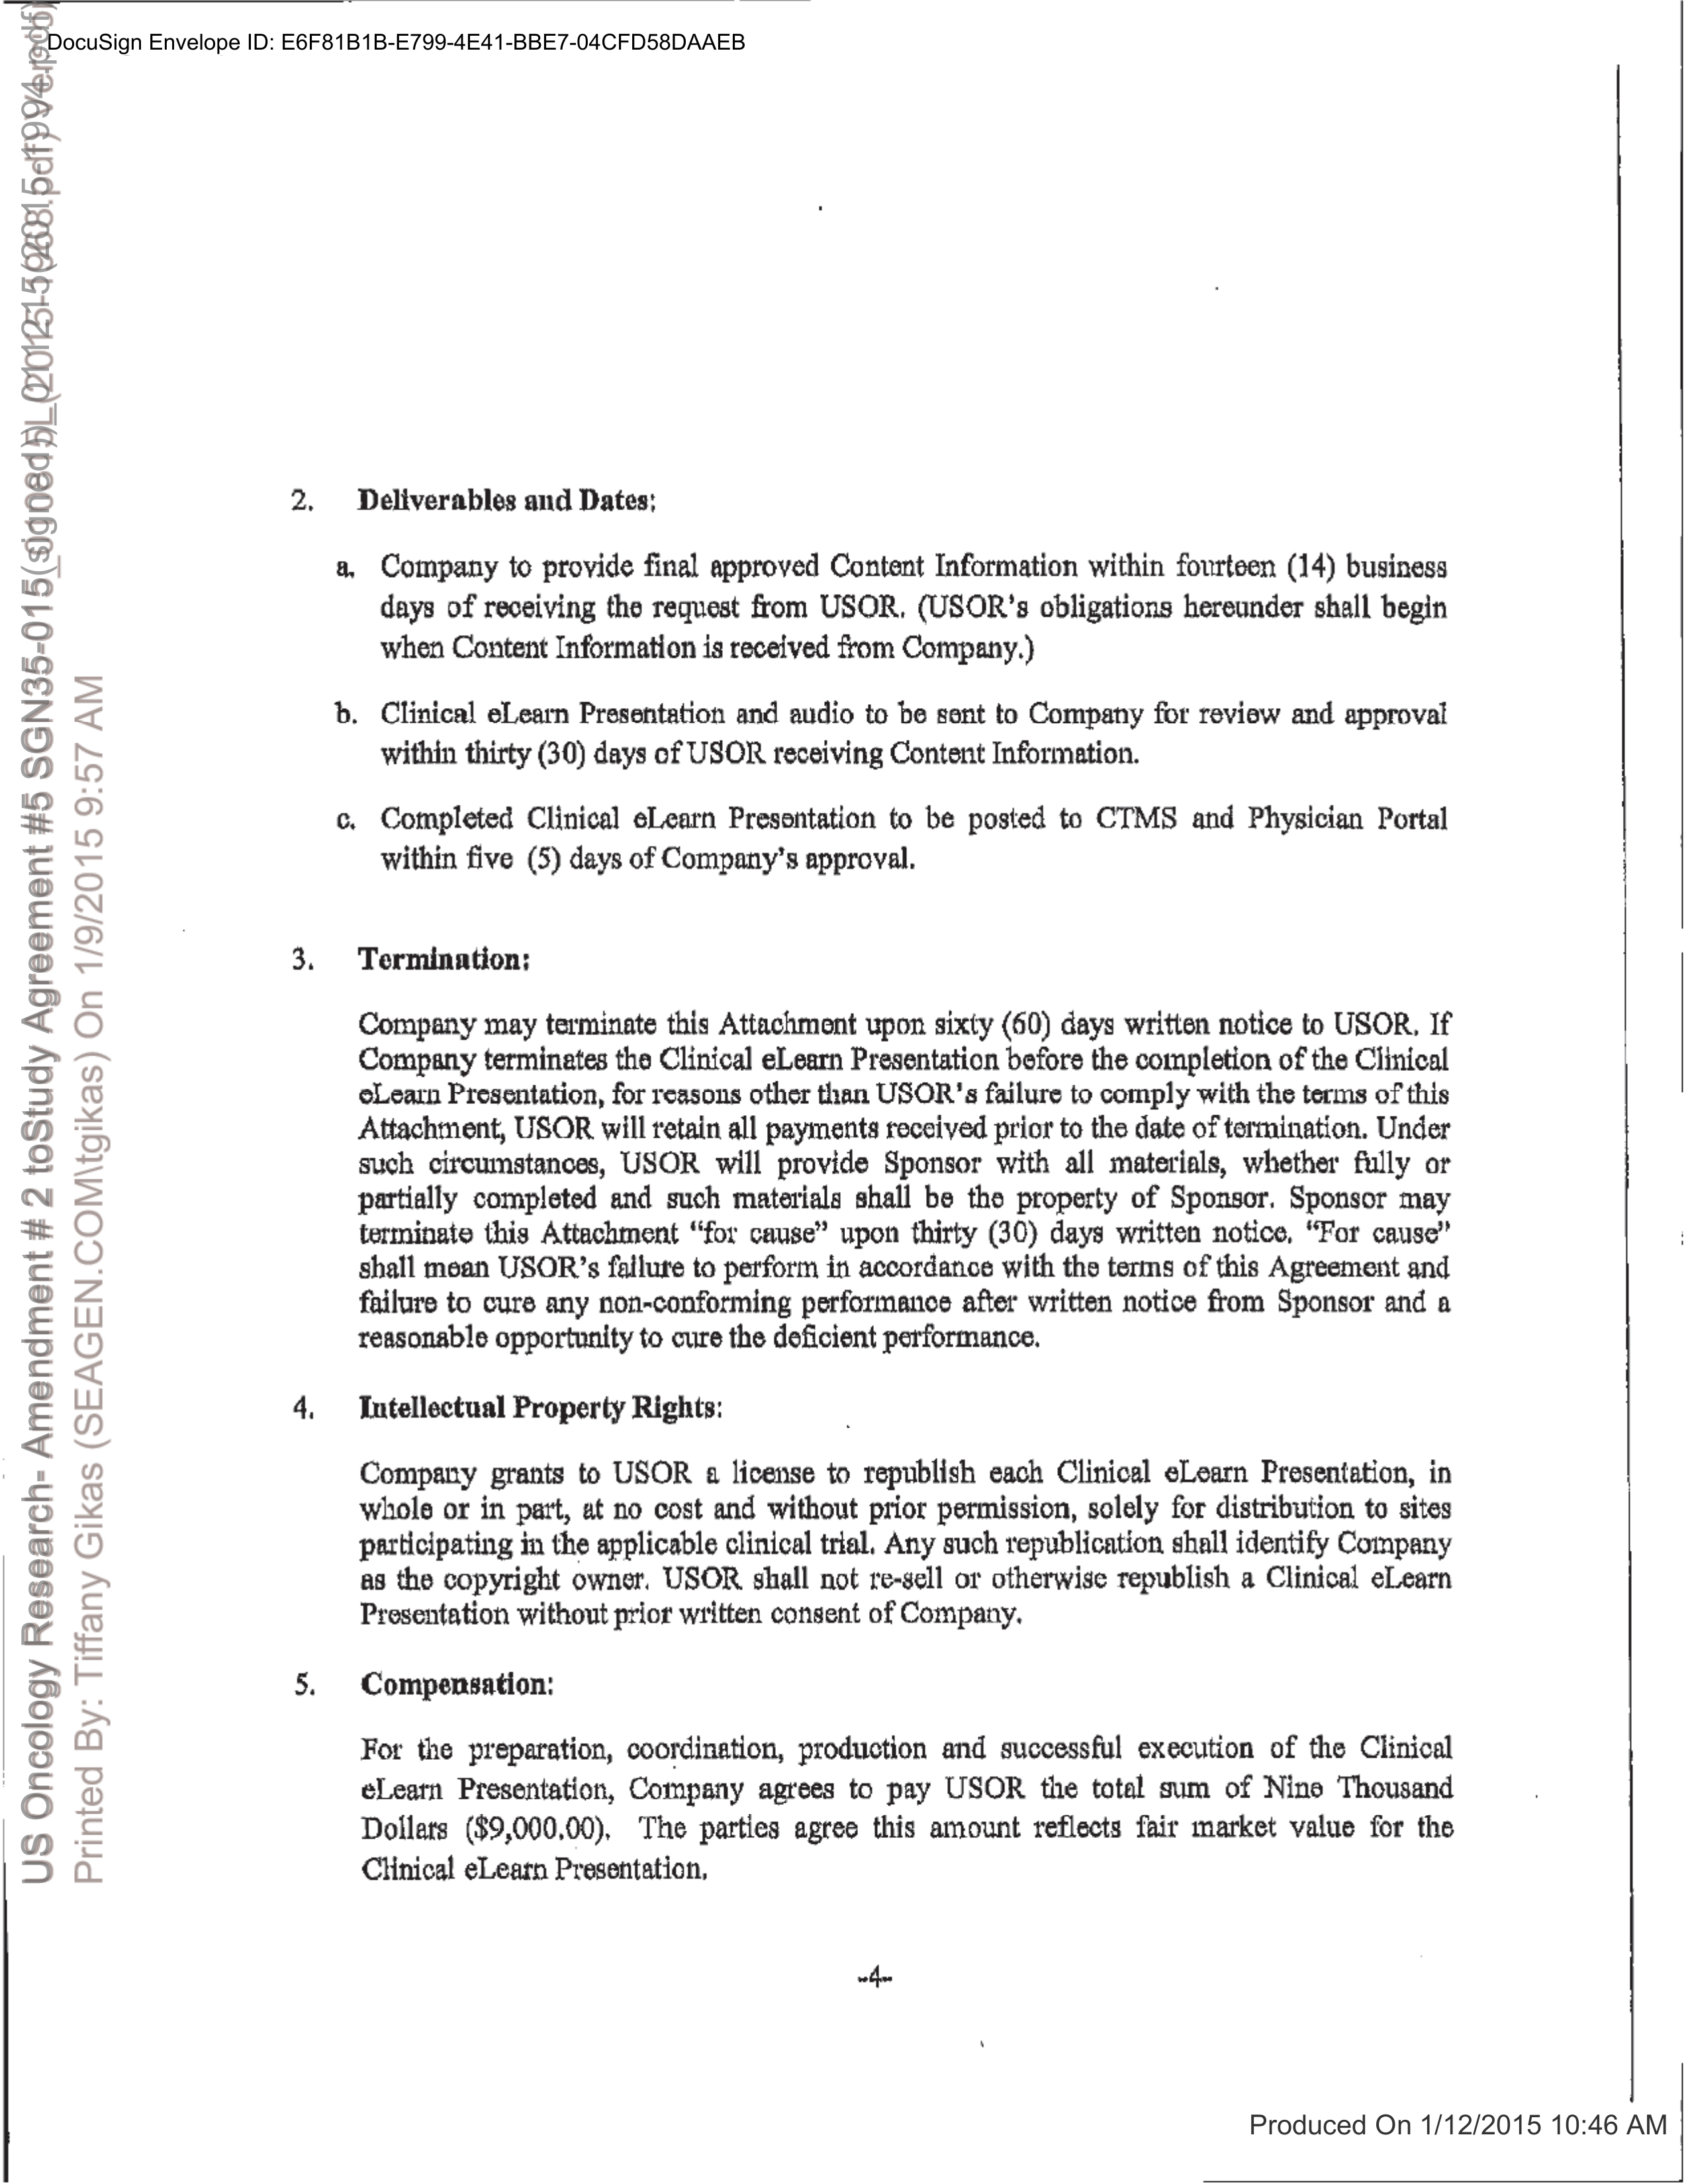 DocuSign Envelope ID: E6F81B1B-E799-4E41-BBE7-04CFD58DAAEB
US Oncology Research- Amendment # 2 toStudy Agreement #5 SGN35-015
Printed By: Tiffany Gikas (SEAGEN.COM\tgikas) On 1/9/2015 9:57 AM
2. Deliverables and Dates:
a. Company to provide final approved Content Information within fourteen (14) business
days of receiving the request from USOR. (USOR's obligations hereunder shall begin
when Content Information is received from Company.)
b. Clinical eLearn Presentation and audio to be sent to Company for review and approval
within thirty (30) days of USOR receiving Content Information.
c. Completed Clinical eLearn Presentation to be posted to CTMS and Physician Portal
within five (5) days of Company's approval.
3. Termination:
Company may terminate this Attachment upon sixty (60) days written notice to USOR. If
Company terminates the Clinical eLearn Presentation before the completion of the Clinical
eLearn Presentation, for reasons other than USOR's failure to comply with the terms of this
Attachment, USOR will retain all payments received prior to the date of termination. Under
such circumstances, USOR will provide Sponsor with all materials, whether fully or
partially completed and such materials shall be the property of Sponsor. Sponsor may
terminate this Attachment "for cause" upon thirty (30) days written notice. "For cause"
shall mean USOR's failure to perform in accordance with the terms of this Agreement and
failure to cure any non-conforming performance after written notice from Sponsor and a
reasonable opportunity to cure the deficient performance.
4. Intellectual Property Rights:
Company grants to USOR a license to republish each Clinical eLearn Presentation, in
whole or in part, at no cost and without prior permission, solely for distribution to sites
participating in the applicable clinical trial. Any such republication shall identify Company
as the copyright owner. USOR shall not re-sell or otherwise republish a Clinical eLearn
Presentation without prior written consent of Company.
5. Compensation:
For the preparation, coordination, production and successful execution of the Clinical
eLearn Presentation, Company agrees to pay USOR the total sum of Nine Thousand
Dollars ($9,000.00). The parties agree this amount reflects fair market value for the
Clinical eLearn Presentation.
-4-
Produced On 1/12/2015 10:46 AM